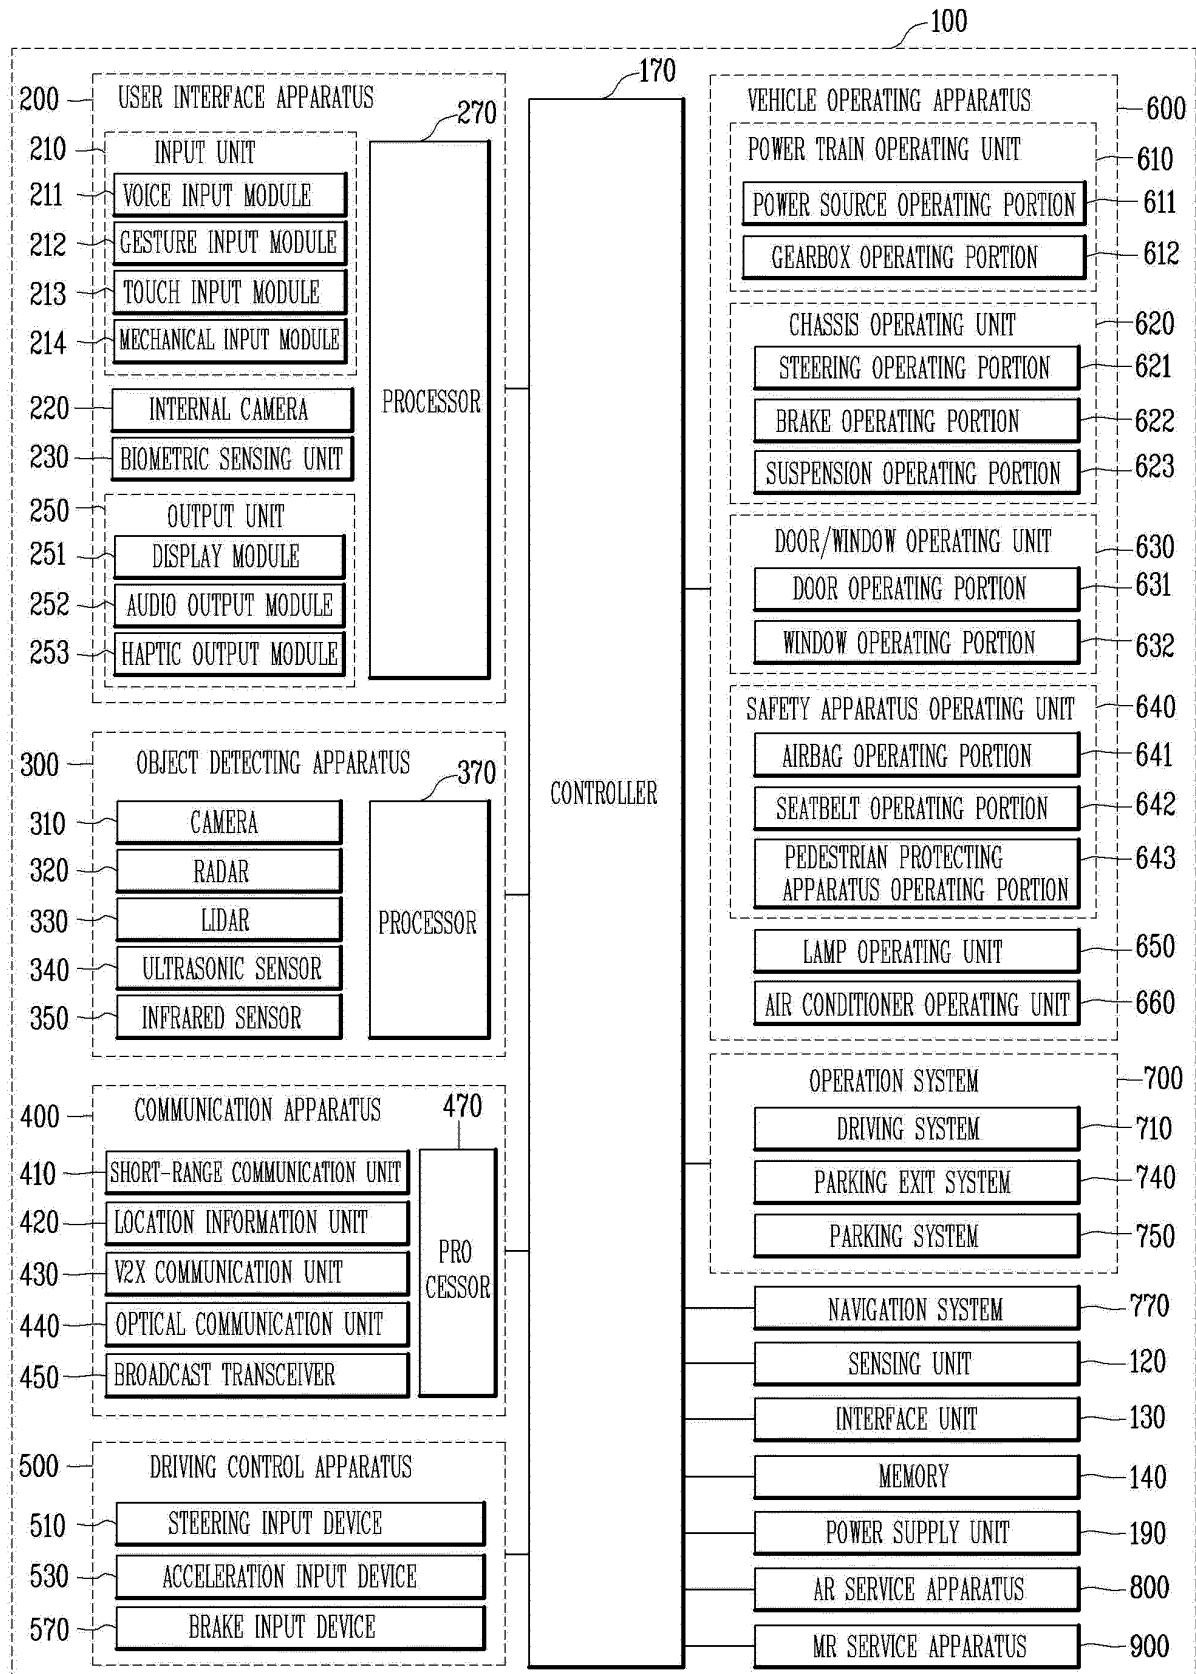 100
200
USER INTERFACE APPARATUS
210
INPUT UNIT
211
VOICE INPUT MODULE
212
GESTURE INPUT MODULE
213
TOUCH INPUT MODULE
214
MECHANICAL INPUT MODULE
220
INTERNAL CAMERA
230
BIOMETRIC SENSING UNIT
250
OUTPUT UNIT
251
DISPLAY MODULE
252
AUDIO OUTPUT MODULE
253
HAPTIC OUTPUT MODULE
270
PROCESSOR
300
OBJECT DETECTING APPARATUS
310
CAMERA
320
RADAR
330
LIDAR
340
ULTRASONIC SENSOR
350
INFRARED SENSOR
370
PROCESSOR
400
COMMUNICATION APPARATUS
410
SHORT-RANGE COMMUNICATION UNIT
420
LOCATION INFORMATION UNIT
430
V2X COMMUNICATION UNIT
440
OPTICAL COMMUNICATION UNIT
450
BROADCAST TRANSCEIVER
470
PRO
CESSOR
500
DRIVING CONTROL APPARATUS
510
STEERING INPUT DEVICE
530
ACCELERATION INPUT DEVICE
570
BRAKE INPUT DEVICE
170
CONTROLLER
VEHICLE OPERATING APPARATUS
600
POWER TRAIN OPERATING UNIT
610
POWER SOURCE OPERATING PORTION
611
GEARBOX OPERATING PORTION
612
CHASSIS OPERATING UNIT
620
STEERING OPERATING PORTION
621
BRAKE OPERATING PORTION
622
SUSPENSION OPERATING PORTION
623
DOOR/WINDOW OPERATING UNIT
630
DOOR OPERATING PORTION
631
WINDOW OPERATING PORTION
632
SAFETY APPARATUS OPERATING UNIT
640
AIRBAG OPERATING PORTION
641
SEATBELT OPERATING PORTION
642
PEDESTRIAN PROTECTING
APPARATUS OPERATING PORTION
643
LAMP OPERATING UNIT
650
AIR CONDITIONER OPERATING UNIT
660
OPERATION SYSTEM
700
DRIVING SYSTEM
710
PARKING EXIT SYSTEM
740
PARKING SYSTEM
750
NAVIGATION SYSTEM
770
SENSING UNIT
120
INTERFACE UNIT
130
MEMORY
140
POWER SUPPLY UNIT
190
AR SERVICE APPARATUS
800
MR SERVICE APPARATUS
900